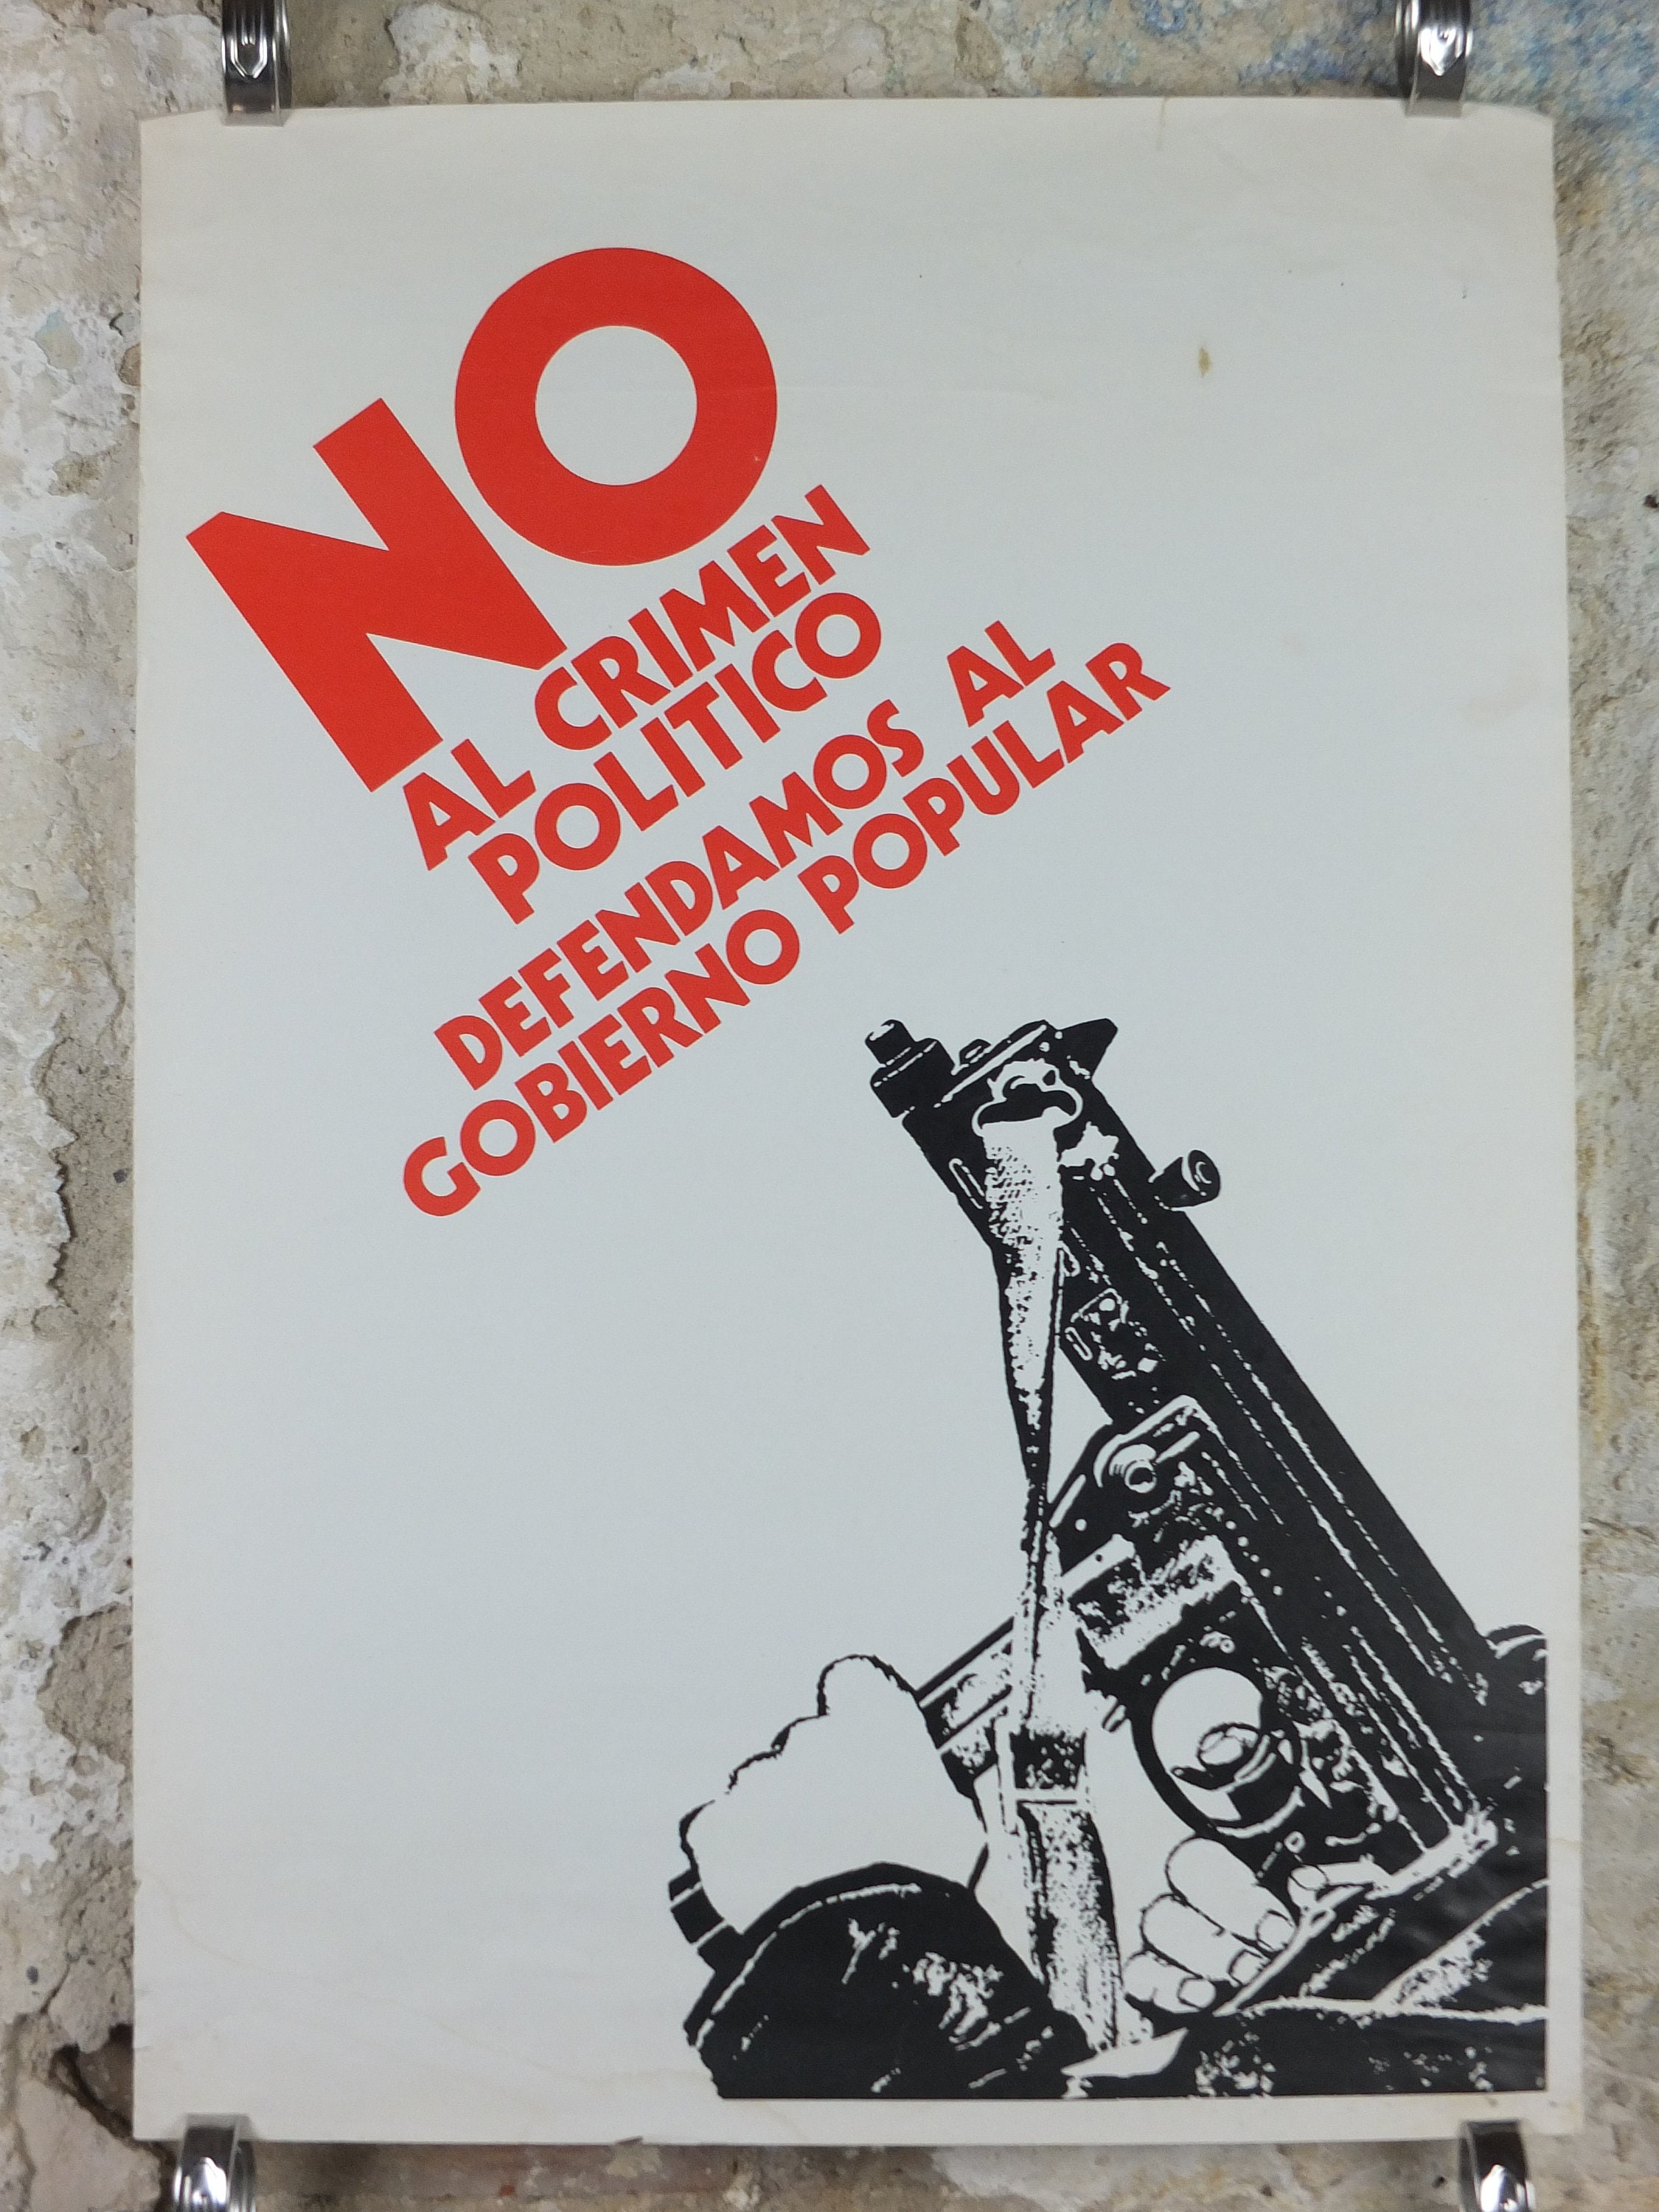 NO
AL CRIMEN
POLITICO
DEFENDAMOS AL
GOBIERNO POPULAR